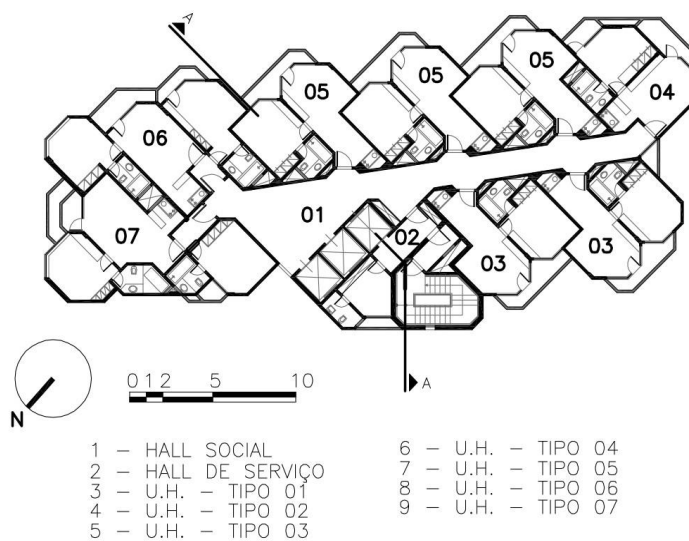 A
05
05
05
04
06
01
02
07
03
03
A
N
0 1 2 5 10
1 – HALL SOCIAL
2 – HALL DE SERVIÇO
3 – U.H. – TIPO 01
4 – U.H. – TIPO 02
5 – U.H. – TIPO 03
6 – U.H. – TIPO 04
7 – U.H. – TIPO 05
8 – U.H. – TIPO 06
9 – U.H. – TIPO 07